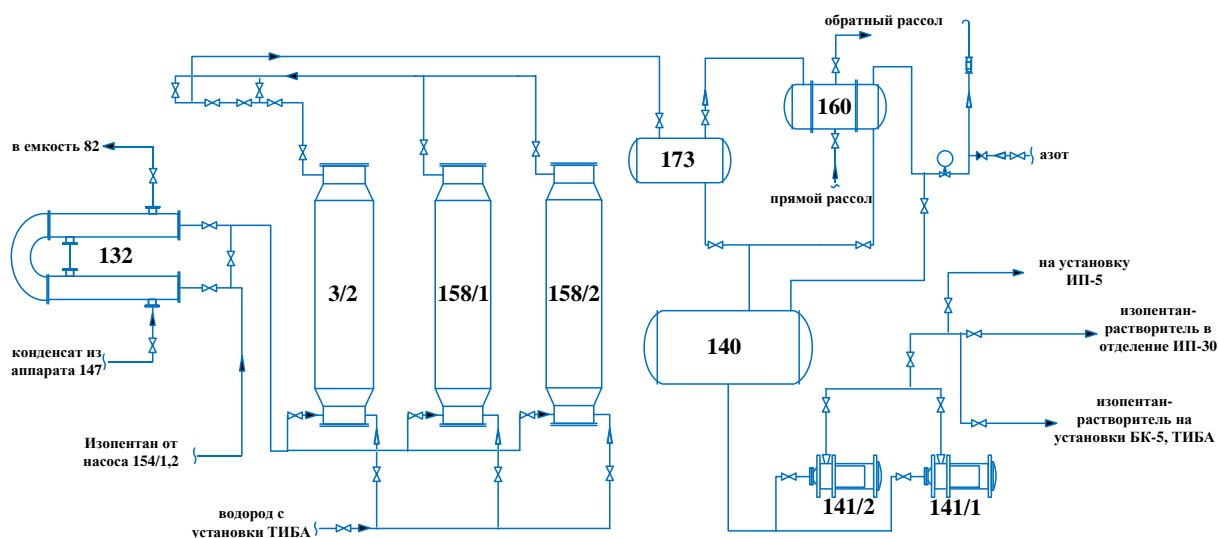 обратный рассол
160
173
азот
прямой рассол
в емкость 82
132
конденсат из
аппарата 147
Изопентан от
насоса 154/1,2
водород с
установки ТИБА
3/2
158/1
158/2
140
на установку
ИП-5
изопентан-
растворитель в
отделение ИП-30
изопентан-
растворитель на
установки БК-5, ТИБА
141/2
141/1